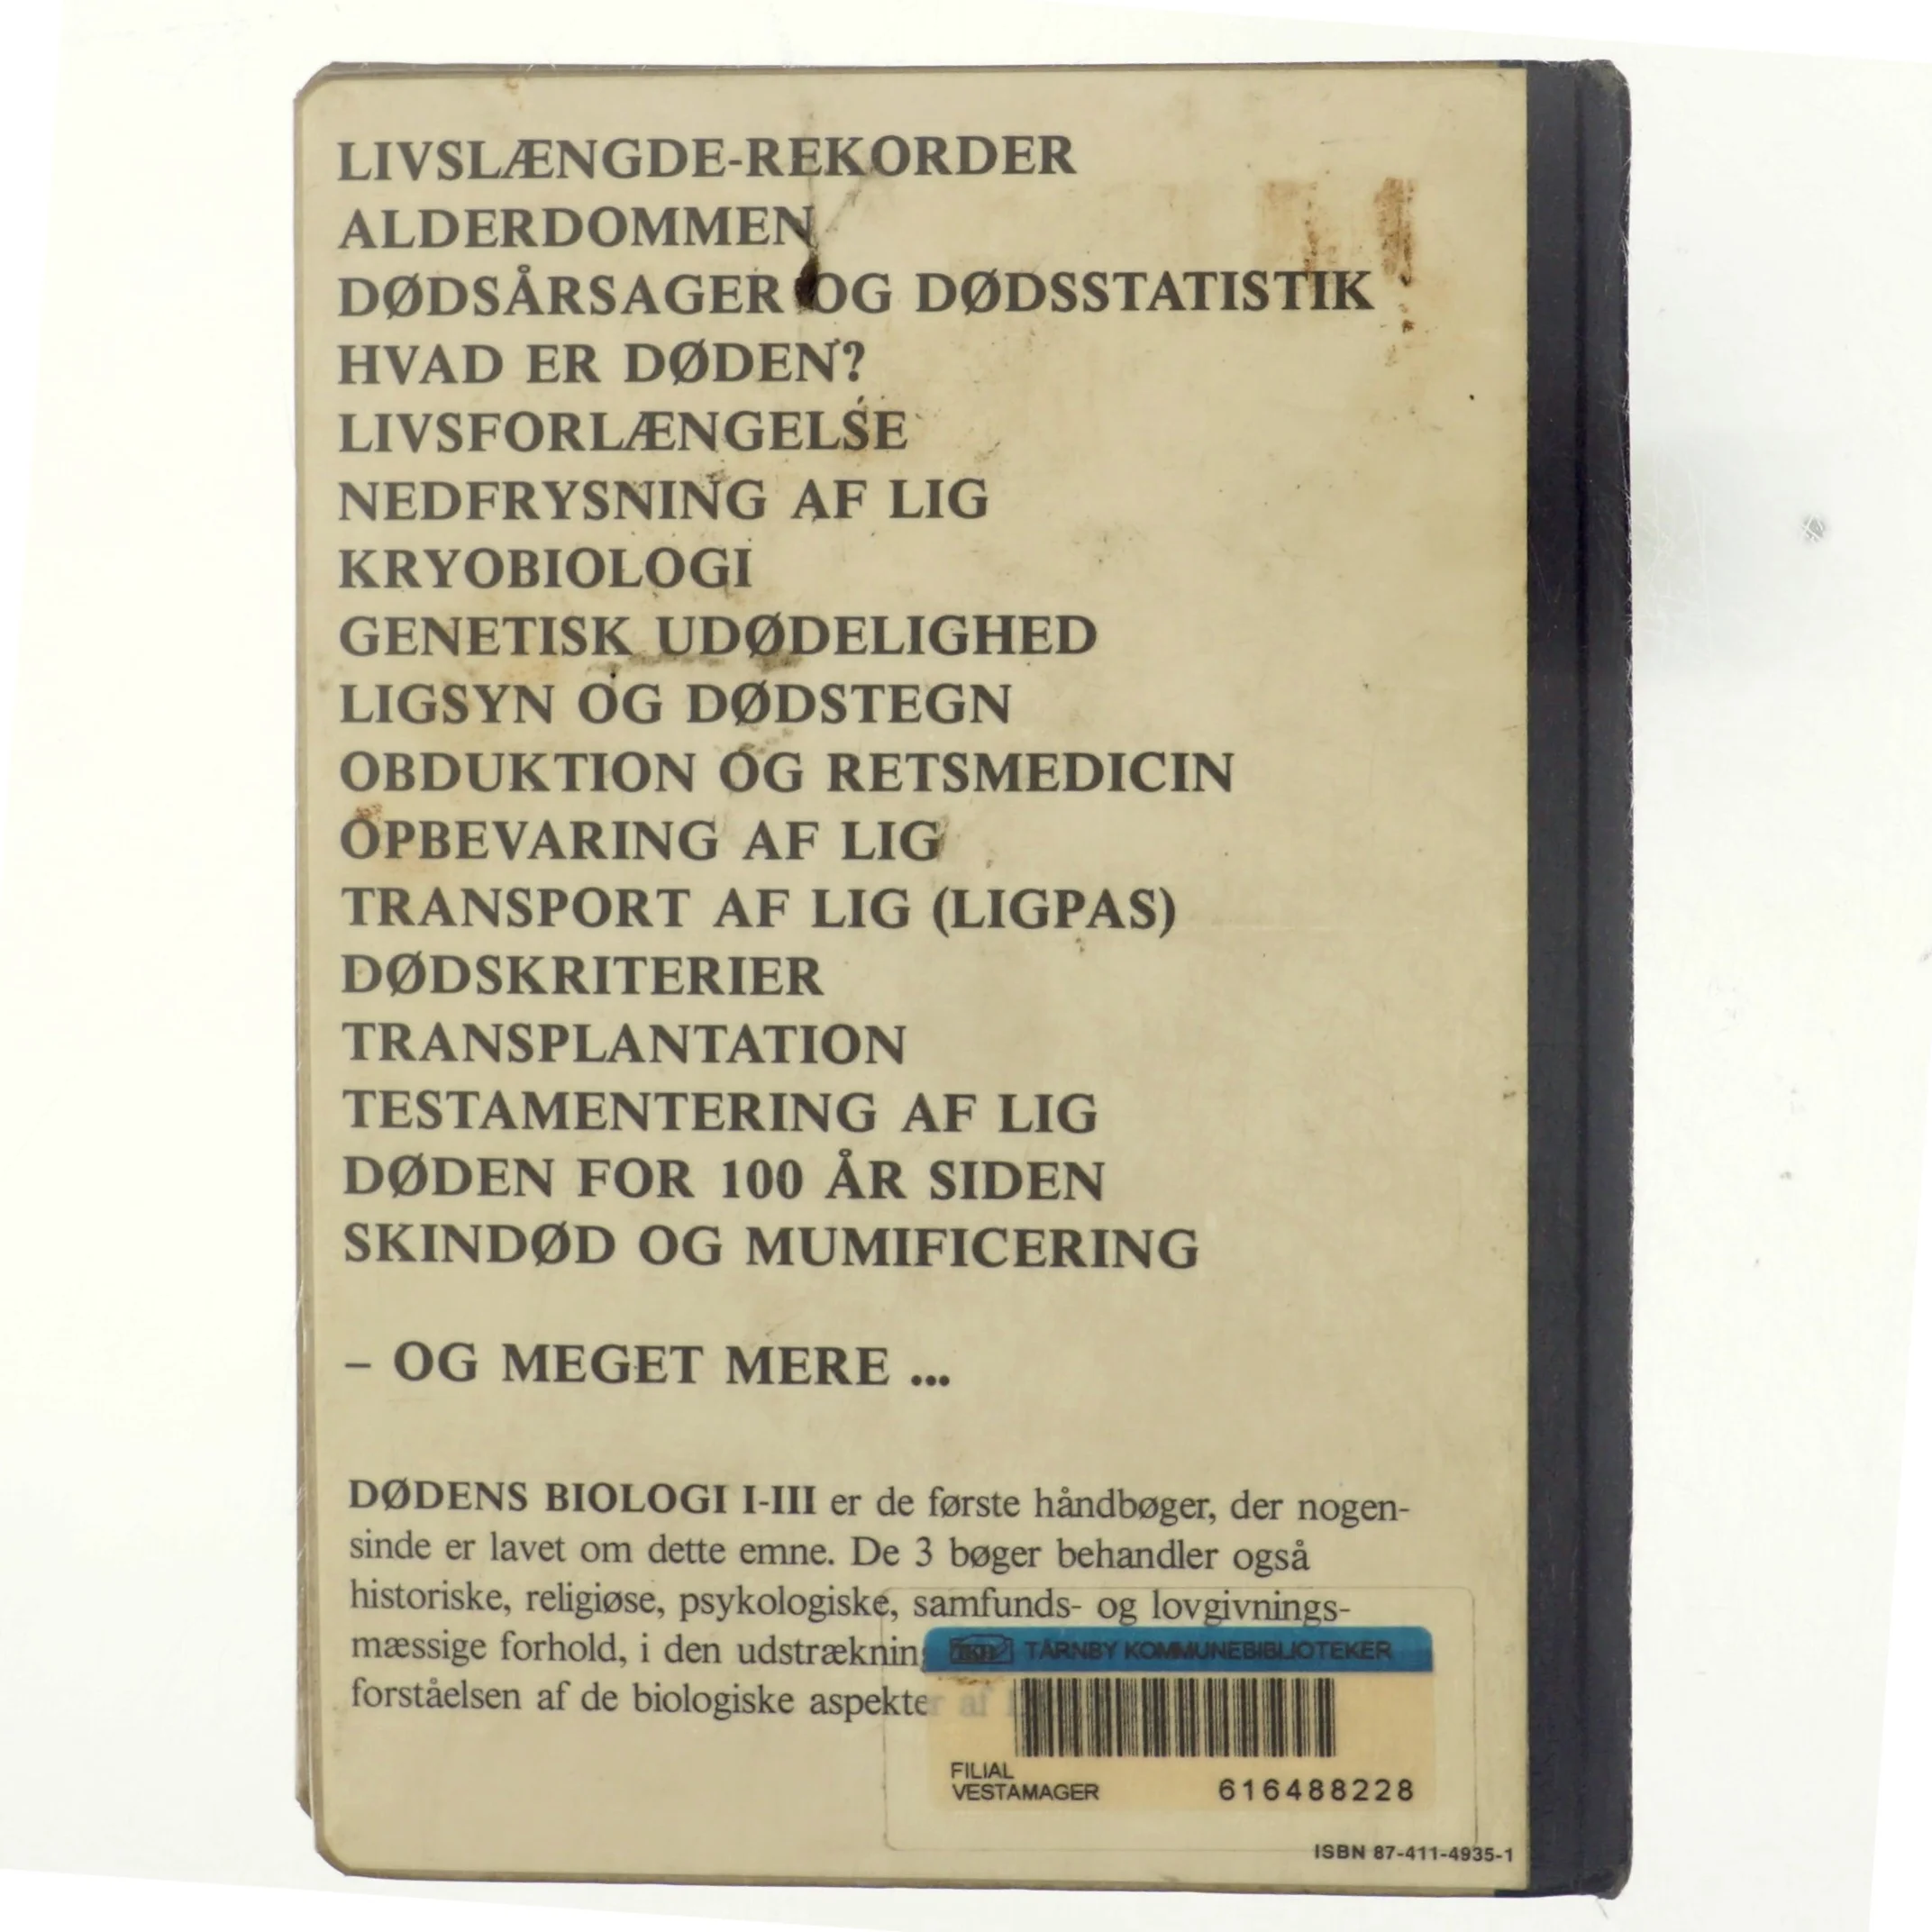 LIVSLÆNGDE-REKORDER
ALDERDOMMEN
DØDSÅRSAGER OG DØDSSTATISTIK
HVAD ER DØDEN?
LIVSFORLÆNGELSE
NEDFRYSNING AF LIG
KRYOBIOLOGI
GENETISK UDØDELIGHED
LIGSYN OG DØDSTEGN
OBDUKTION OG RETSMEDICIN
OPBEVARING AF LIG
TRANSPORT AF LIG (LIGPAS)
DØDSKRITERIER
TRANSPLANTATION
TESTAMENTERING AF LIG
DØDEN FOR 100 ÅR SIDEN
SKINDØD OG MUMIFICERING
– OG MEGET MERE ...
DØDENS BIOLOGI I-III er de første håndbøger, der nogen-
sinde er lavet om dette emne. De 3 bøger behandler også
historiske, religiøse, psykologiske, samfunds- og lovgivnings-
mæssige forhold, i den
forståelsen af de biologiske aspekter af
TÅRNBY KOMMUNEBIBLIOTEKER
FILIAL
VESTAMAGER 616488228
ISBN 87-411-4935-1